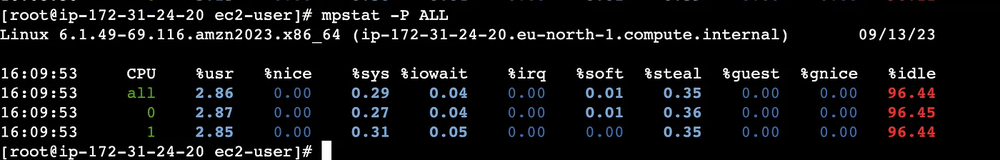 [root@ip-172-31-24-20 ec2-user]# mpstat -P ALL
Linux 6.1.49-69.116.amzn2023.x86_64 (ip-172-31-24-20.eu-north-1.compute.internal) 09/13/23
16:09:53 CPU %usr %nice %sys %iowait %irq %soft %steal %guest %gnice %idle
16:09:53 all 2.86 0.00 0.29 0.04 0.00 0.01 0.35 0.00 0.00 96.44
16:09:53 0 2.87 0.00 0.27 0.04 0.00 0.01 0.36 0.00 0.00 96.45
16:09:53 1 2.85 0.00 0.31 0.05 0.00 0.00 0.35 0.00 0.00 96.44
[root@ip-172-31-24-20 ec2-user]#